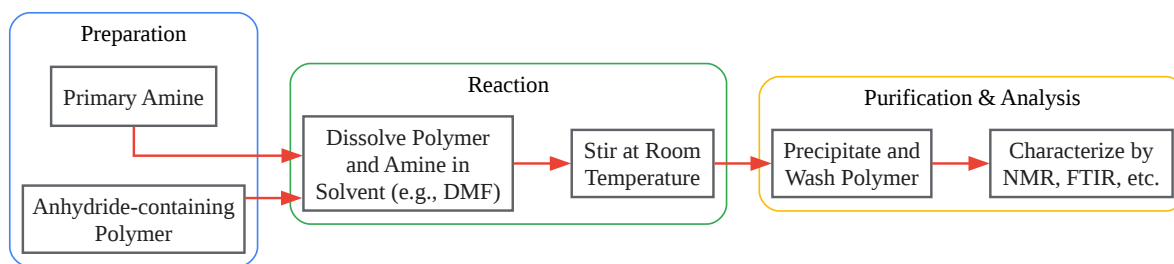 Preparation
Primary Amine
Anhydride-containing
Polymer
Reaction
Dissolve Polymer
and Amine in
Solvent (e.g., DMF)
Stir at Room
Temperature
Purification & Analysis
Precipitate and
Wash Polymer
Characterize by
NMR, FTIR, etc.